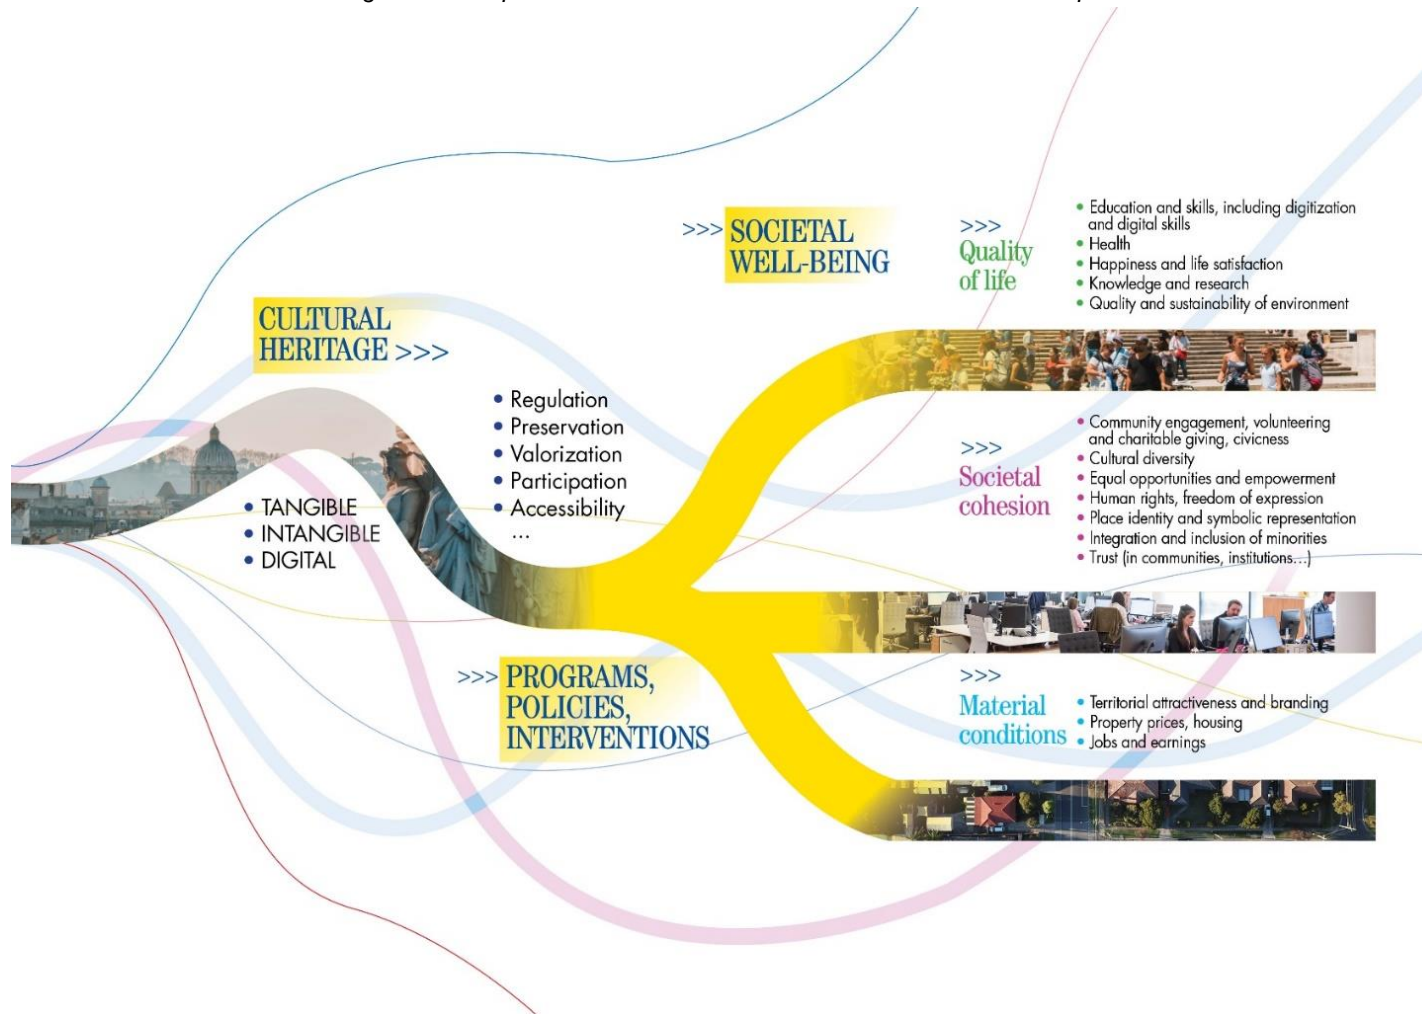 CULTURAL
HERITAGE >>>
• TANGIBLE
• INTANGIBLE
• DIGITAL
• Regulation
• Preservation
• Valorization
• Participation
• Accessibility
...
>>> PROGRAMS,
POLICIES,
INTERVENTIONS
>>> SOCIETAL
WELL-BEING
>>>
Quality
of life
• Education and skills, including digitization
and digital skills
• Health
• Happiness and life satisfaction
• Knowledge and research
• Quality and sustainability of environment
>>>
Societal
cohesion
• Community engagement, volunteering
and charitable giving, civicness
• Cultural diversity
• Equal opportunities and empowerment
• Human rights, freedom of expression
• Place identity and symbolic representation
• Integration and inclusion of minorities
• Trust (in communities, institutions...)
>>>
Material
conditions
• Territorial attractiveness and branding
• Property prices, housing
• Jobs and earnings